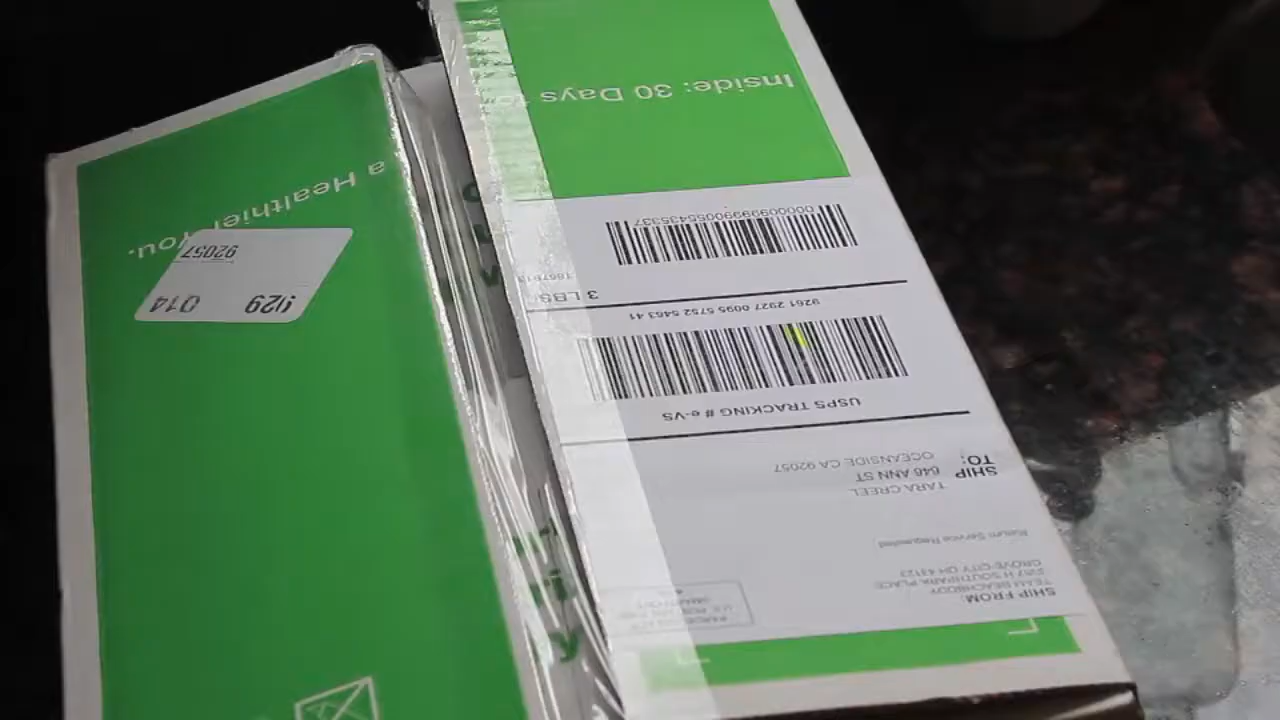 Inside: 30 Days to
a Healthier You.
92057
929 014
SHIP FROM:
TEAM BEACHBODY
GROVE CITY OH 43123
Return Service Requested
SHIP
TO:
TARA CREEL
646 ANN ST
OCEANSIDE CA 92057
USPS TRACKING # e-VS
9261 2927 0095 5752 5463 41
3 LBS